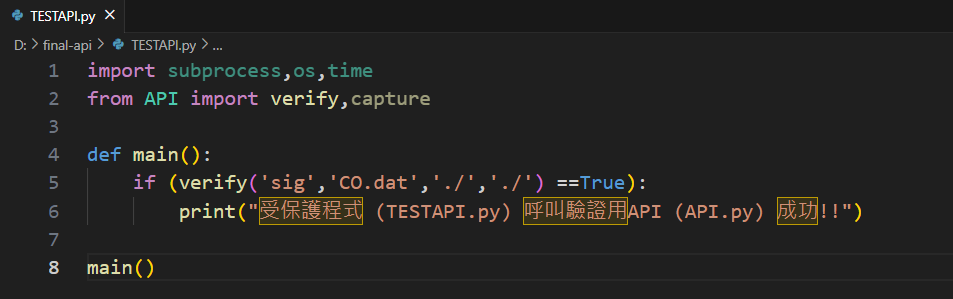 TESTAPI.py ×
D: > final-api > TESTAPI.py > ...
1 import subprocess,os,time
2 from API import verify,capture
3
4 def main():
5     if (verify('sig','CO.dat','./','./') ==True):
6         print("受保護程式 (TESTAPI.py) 呼叫驗證用API (API.py) 成功!!")
7
8 main()